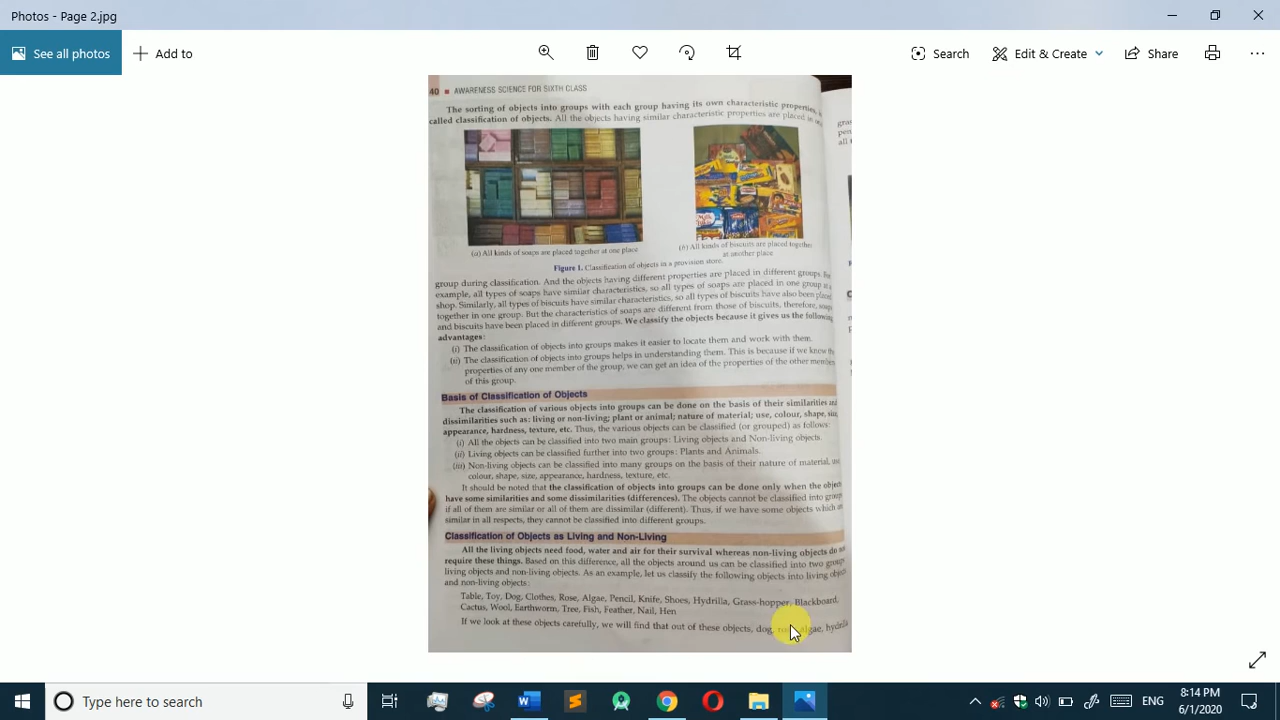 Photos - Page 2.jpg
See all photos
Add to
Search
Edit & Create
Share
40 ■ AWARENESS SCIENCE FOR SIXTH CLASS
The sorting of objects into groups with each group having its own characteristic properties,
called classification of objects. All the objects having similar characteristic properties are placed in
(a) All kinds of soaps are placed together at one place
(b) All kinds of biscuits are placed together
at another place
Figure 1. Classification of objects in a provision store.
group during classification. And the objects having different properties are placed in different groups. For
example, all types of soaps have similar characteristics, so all types of soaps are placed in one group
shop. Similarly, all types of biscuits have similar characteristics, so all types of biscuits have also been placed
together in one group. But the characteristics of soaps are different from those of biscuits, therefore, soaps
and biscuits have been placed in different groups. We classify the objects because it gives us the following
advantages:
(i) The classification of objects into groups makes it easier to locate them and work with them.
(ii) The classification of objects into groups helps in understanding them. This is because if we know the
properties of any one member of the group, we can get an idea of the properties of the other members
of this group.
Basis of Classification of Objects
The classification of various objects into groups can be done on the basis of their similarities and
dissimilarities such as: living or non-living; plant or animal; nature of material; use, colour, shape, size,
appearance, hardness, texture, etc. Thus, the various objects can be classified (or grouped) as follows:
(i) All the objects can be classified into two main groups: Living objects and Non-living objects.
(ii) Living objects can be classified further into two groups: Plants and Animals.
(iii) Non-living objects can be classified into many groups on the basis of their nature of material, use
colour, shape, size, appearance, hardness, texture, etc.
It should be noted that the classification of objects into groups can be done only when the objects
have some similarities and some dissimilarities (differences). The objects cannot be classified into groups
if all of them are similar or all of them are dissimilar (different). Thus, if we have some objects which are
similar in all respects, they cannot be classified into different groups.
Classification of Objects as Living and Non-Living
All the living objects need food, water and air for their survival whereas non-living objects do not
require these things. Based on this difference, all the objects around us can be classified into two groups
living objects and non-living objects. As an example, let us classify the following objects into living objects
and non-living objects:
Table, Toy, Dog, Clothes, Rose, Algae, Pencil, Knife, Shoes, Hydrilla, Grass-hopper, Blackboard,
Cactus, Wool, Earthworm, Tree, Fish, Feather, Nail, Hen
If we look at these objects carefully, we will find that out of these objects, dog, algae, hydrilla
Type here to search
ENG
8:14 PM
6/1/2020